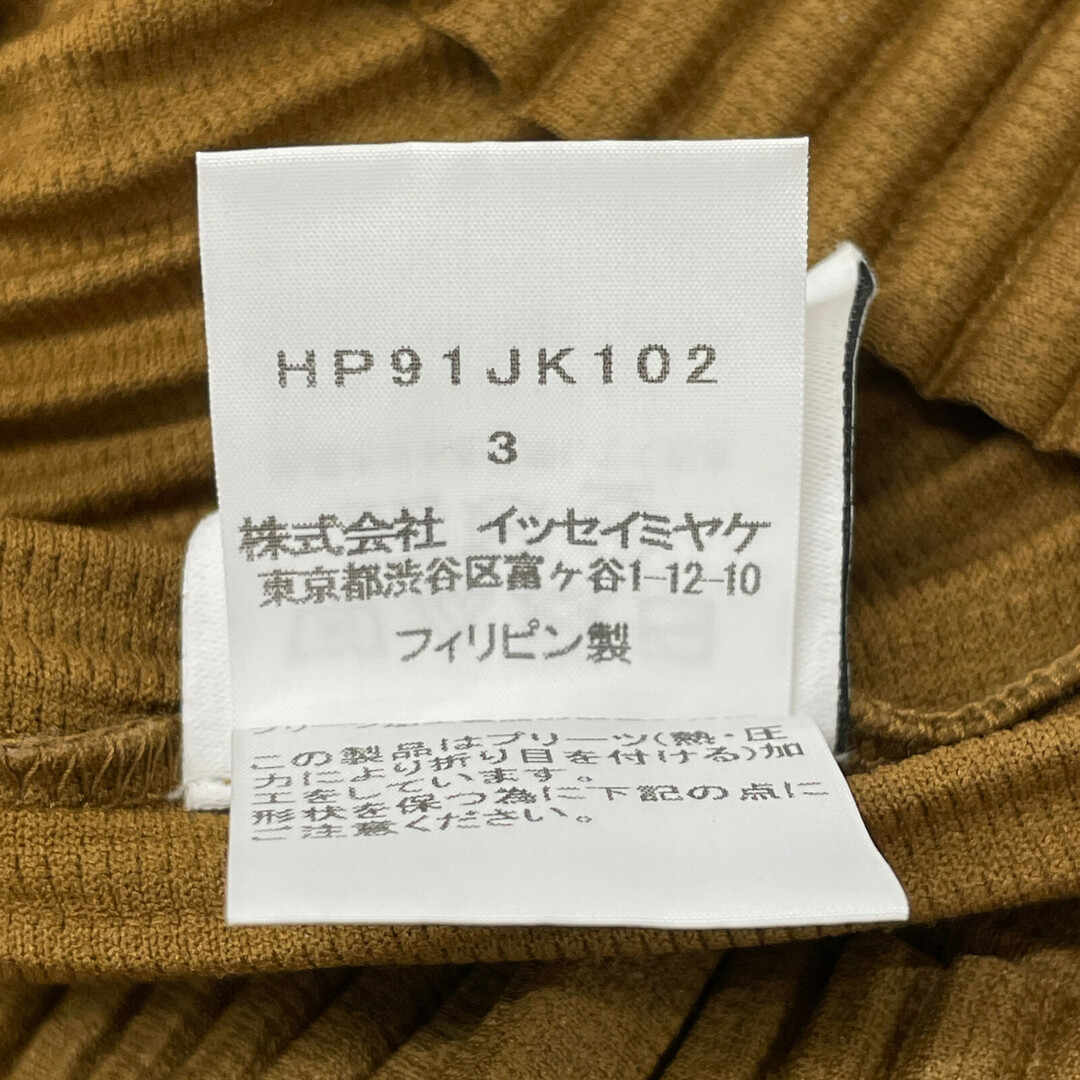 HP91JK102
3
株式会社 イッセイミヤケ
東京都渋谷区富ヶ谷1-12-10
フィリピン製
この製品はプリーツ(熱・圧
力により折り目を付ける)加
工をしています。
形状を保つ為に下記の点に
ご注意ください。